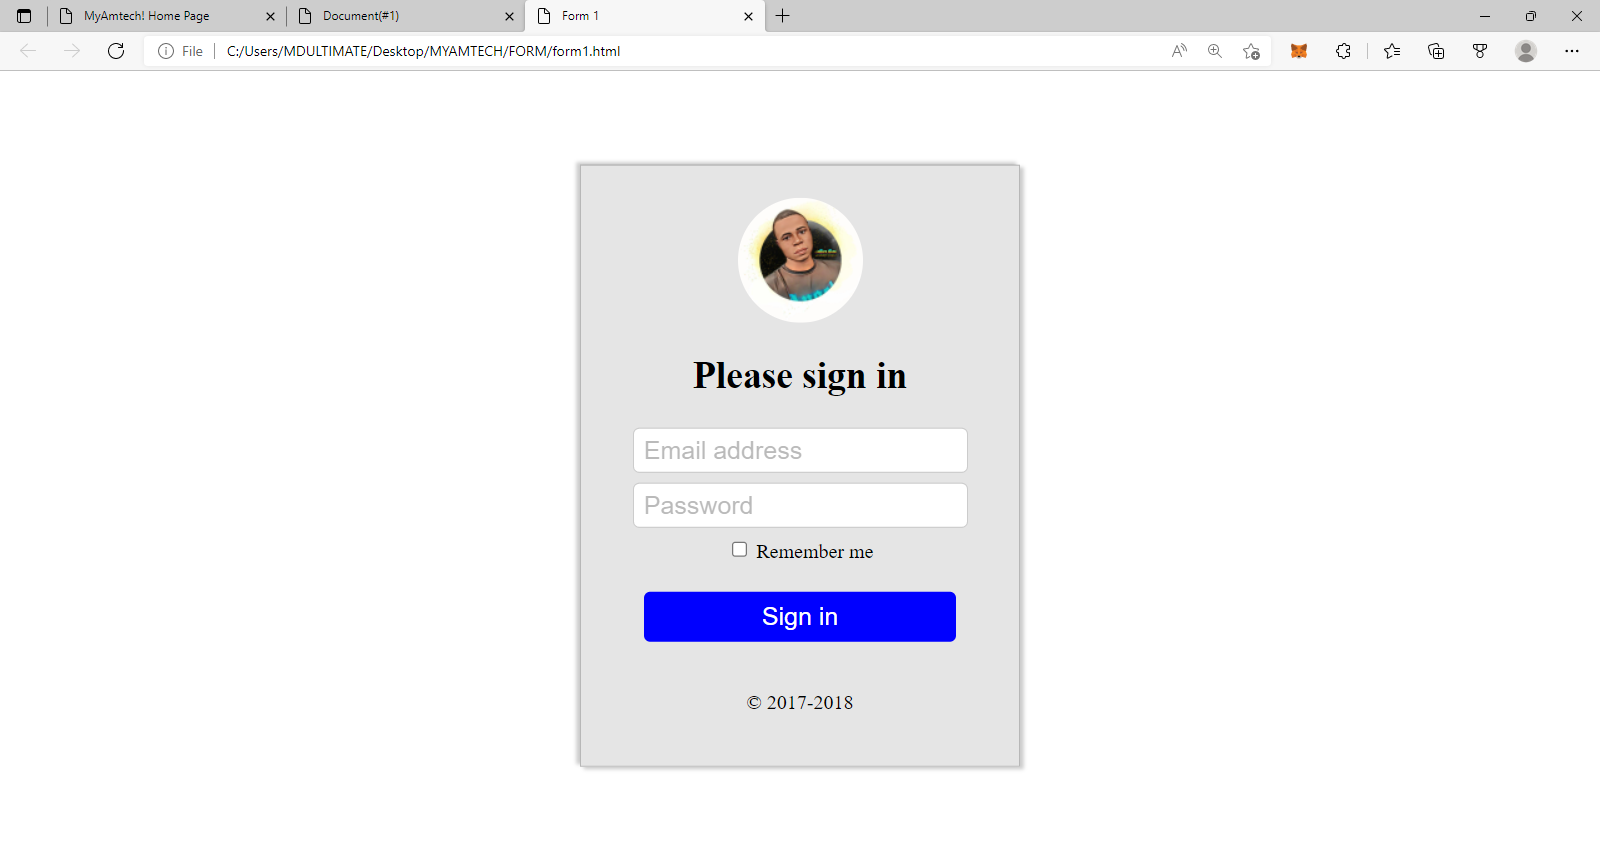 MyAmtech! Home Page
Document(#1)
Form 1
File
C:/Users/MDULTIMATE/Desktop/MYAMTECH/FORM/form1.html
Please sign in
Email address
Password
Remember me
Sign in
© 2017-2018